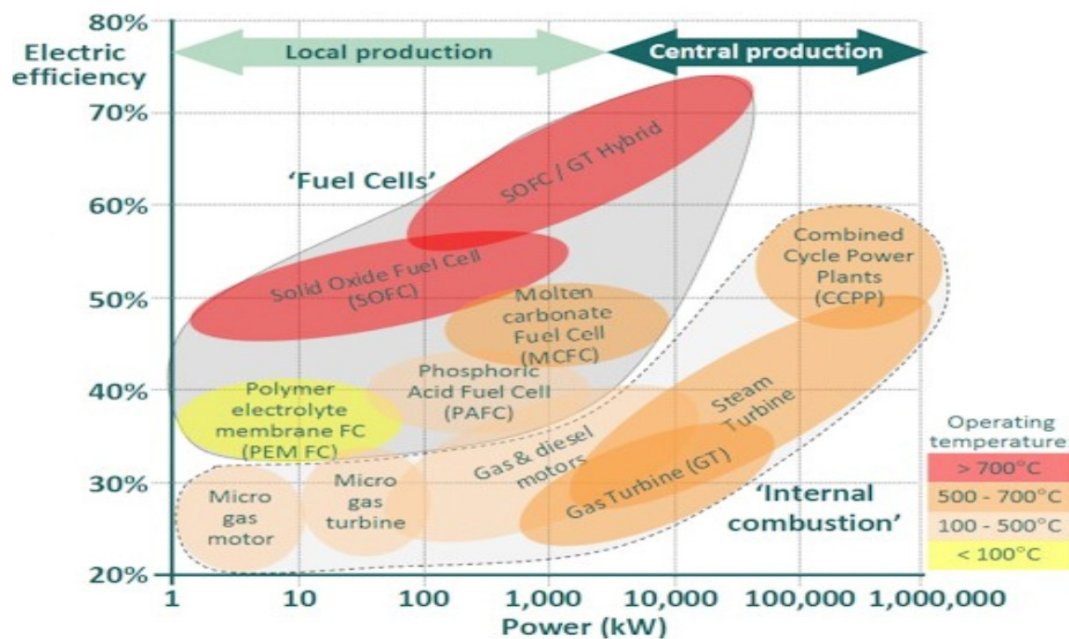 80%
Electric
efficiency
Local production
Central production
70%
'Fuel Cells'
SOFC / GT Hybrid
60%
Combined
Cycle Power
Plants
(CCPP)
Solid Oxide Fuel Cell
(SOFC)
50%
Molten
carbonate
Fuel Cell
(MCFC)
40%
Polymer
electrolyte
membrane FC
(PEM FC)
Phosphoric
Acid Fuel Cell
(PAFC)
Steam
Turbine
Gas & diesel
motors
Gas Turbine (GT)
30%
Micro
gas
motor
Micro
gas
turbine
'Internal
combustion'
Operating
temperature:
> 700°C
500 - 700°C
100 - 500°C
< 100°C
20%
1
10
100
1,000
10,000
100,000
1,000,000
Power (kW)